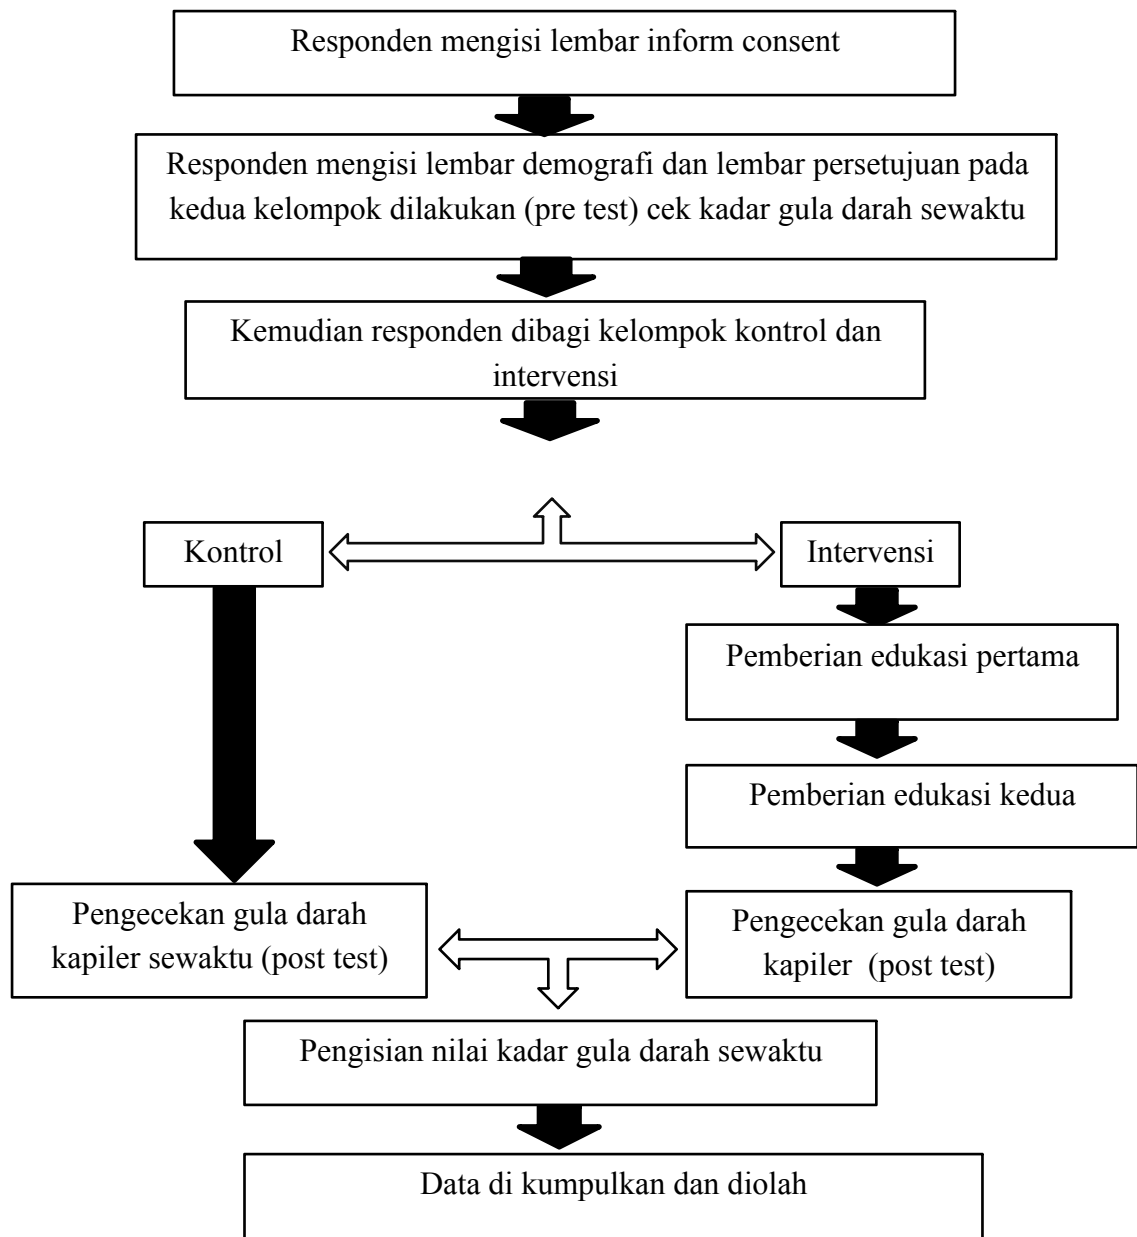 Responden mengisi lembar inform consent
Responden mengisi lembar demografi dan lembar persetujuan pada
kedua kelompok dilakukan (pre test) cek kadar gula darah sewaktu
Kemudian responden dibagi kelompok kontrol dan
intervensi
Kontrol
Intervensi
Pemberian edukasi pertama
Pemberian edukasi kedua
Pengecekan gula darah
kapiler sewaktu (post test)
Pengecekan gula darah
kapiler (post test)
Pengisian nilai kadar gula darah sewaktu
Data di kumpulkan dan diolah